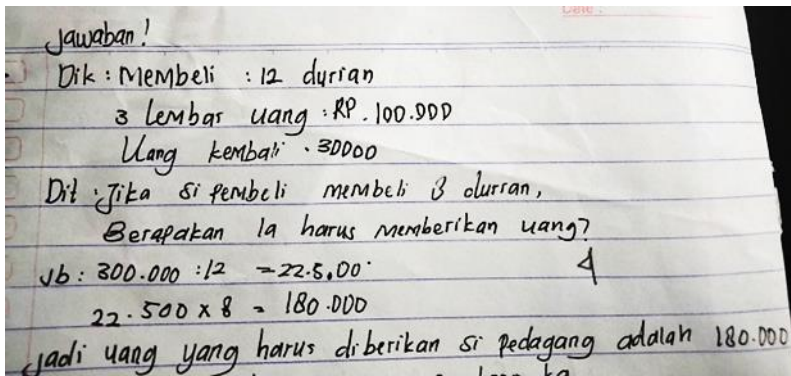 Jawaban!
Dik : Membeli : 12 durian
3 lembar uang : RP. 100.000
Uang kembali . 30000
Dit : Jika si pembeli membeli 8 durian,
Berapakan Ia harus memberikan uang?
Jb : 300.000 : 12 = 22.5.00
4
22.500 x 8 = 180.000
Jadi uang yang harus diberikan si pedagang adalah 180.000